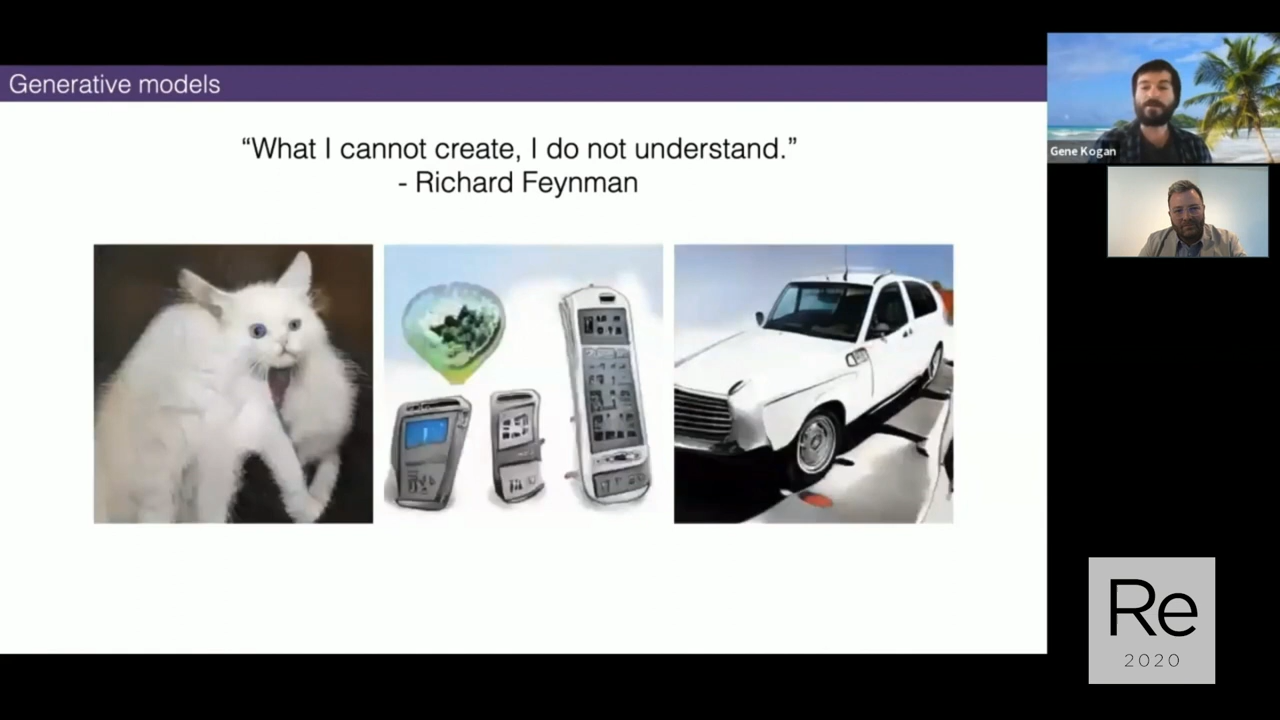 Generative models
“What I cannot create, I do not understand.”
- Richard Feynman
Gene Kogan
Re
2020